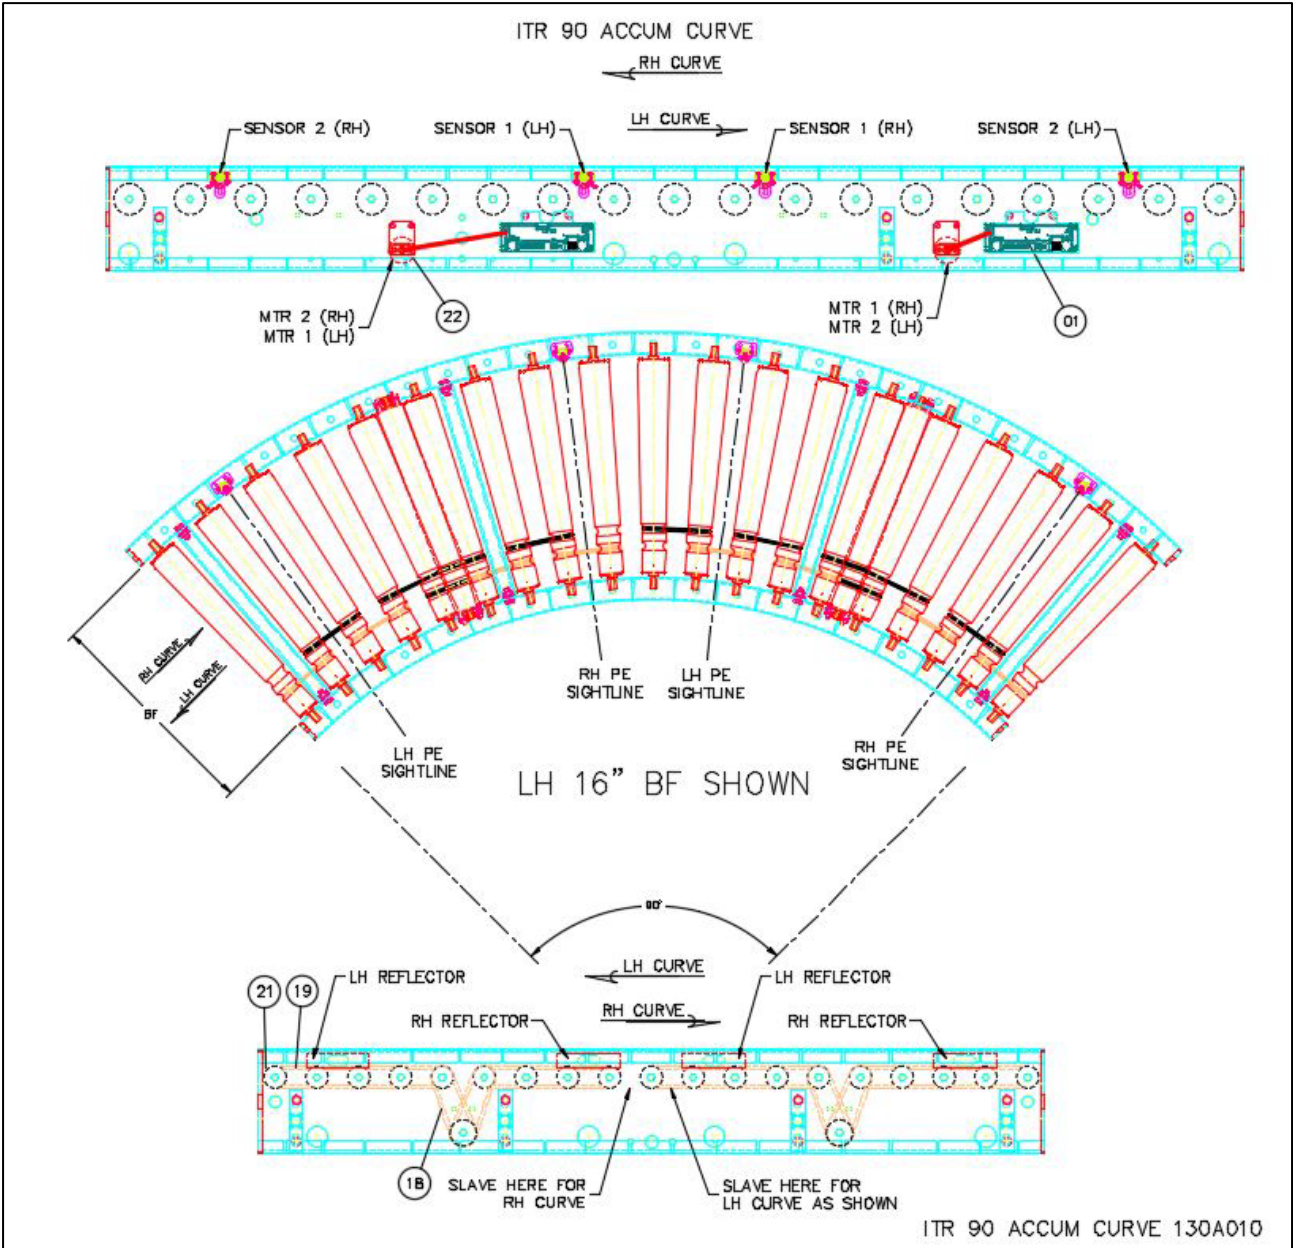 ITR 90 ACCUM CURVE
RH CURVE
LH CURVE
SENSOR 2 (RH)
SENSOR 1 (LH)
SENSOR 1 (RH)
SENSOR 2 (LH)
MTR 2 (RH)
MTR 1 (LH)
22
MTR 1 (RH)
MTR 2 (LH)
01
RH CURVE
LH CURVE
BF
RH PE
SIGHTLINE
LH PE
SIGHTLINE
LH PE
SIGHTLINE
RH PE
SIGHTLINE
LH 16" BF SHOWN
90°
LH CURVE
RH CURVE
21
19
LH REFLECTOR
RH REFLECTOR
LH REFLECTOR
RH REFLECTOR
18
SLAVE HERE FOR
RH CURVE
SLAVE HERE FOR
LH CURVE AS SHOWN
ITR 90 ACCUM CURVE 130A010